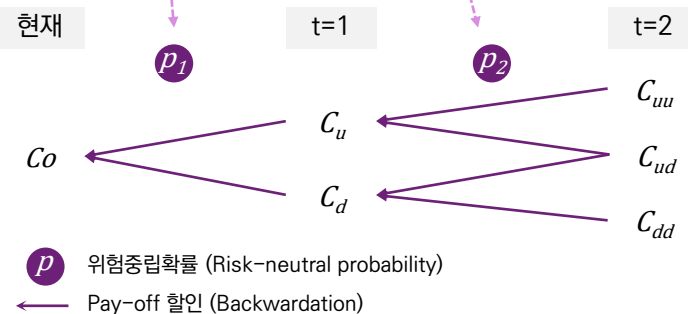 현재 t=1 t=2
p1 p2
Cuu
Cu
Co Cud
Cd
Cdd
p 위험중립확률 (Risk-neutral probability)
Pay-off 할인 (Backwardation)